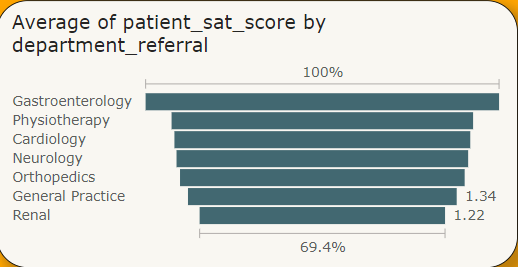 Average of patient_sat_score by
department_referral
100%
Gastroenterology
Physiotherapy
Cardiology
Neurology
Orthopedics
General Practice 1.34
Renal 1.22
69.4%